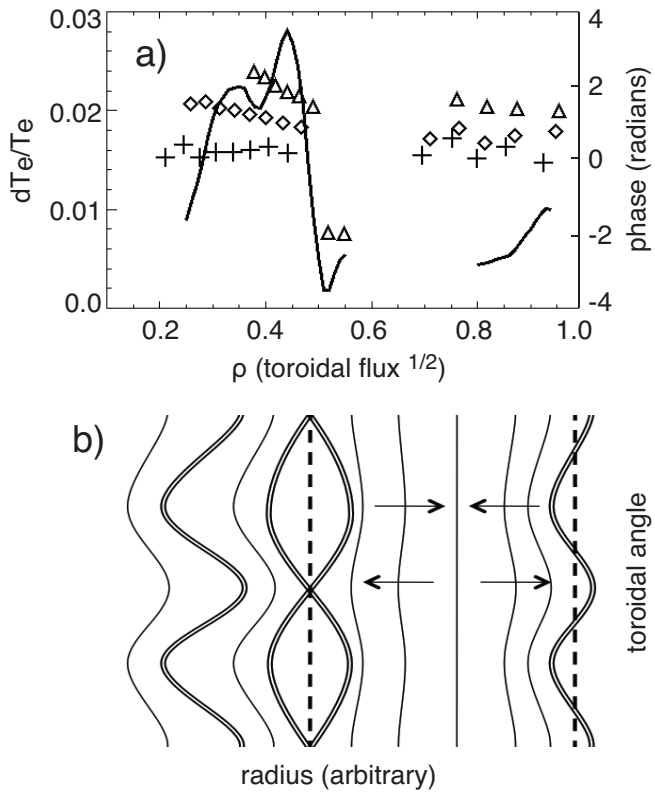 a)
0.03
0.02
0.01
0.0
dTe/Te
4
2
0
-2
-4
phase (radians)
0.2 0.4 0.6 0.8 1.0
ρ (toroidal flux 1/2)
b)
toroidal angle
radius (arbitrary)